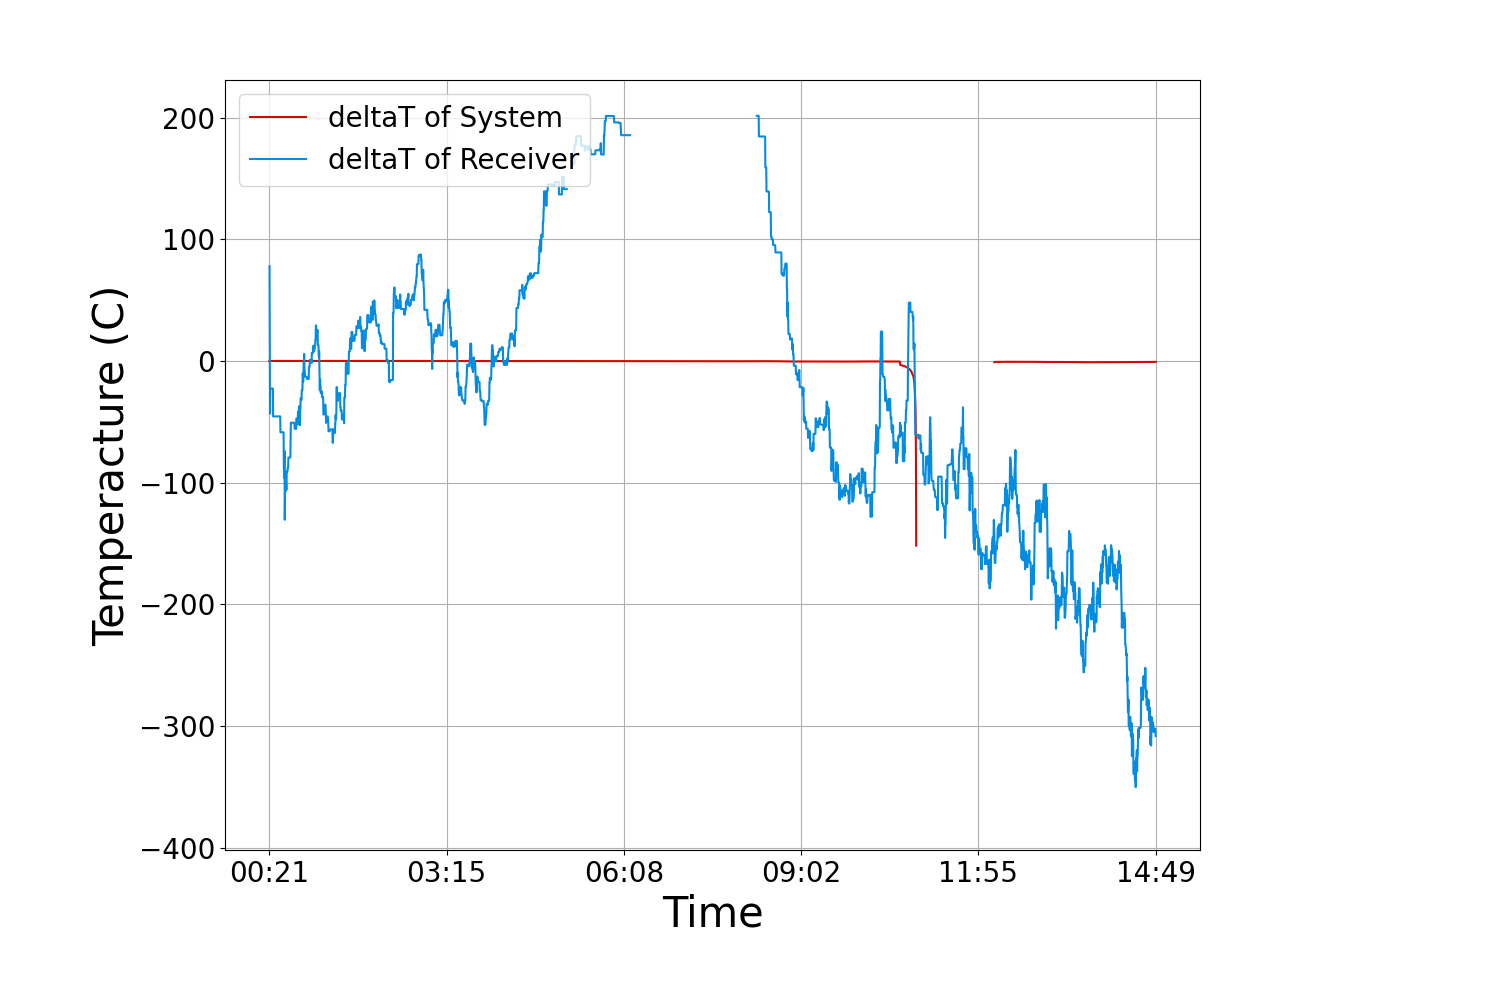 deltaT of System
deltaT of Receiver
200
100
0
−100
−200
−300
−400
Temperacture (C)
00:21 03:15 06:08 09:02 11:55 14:49
Time